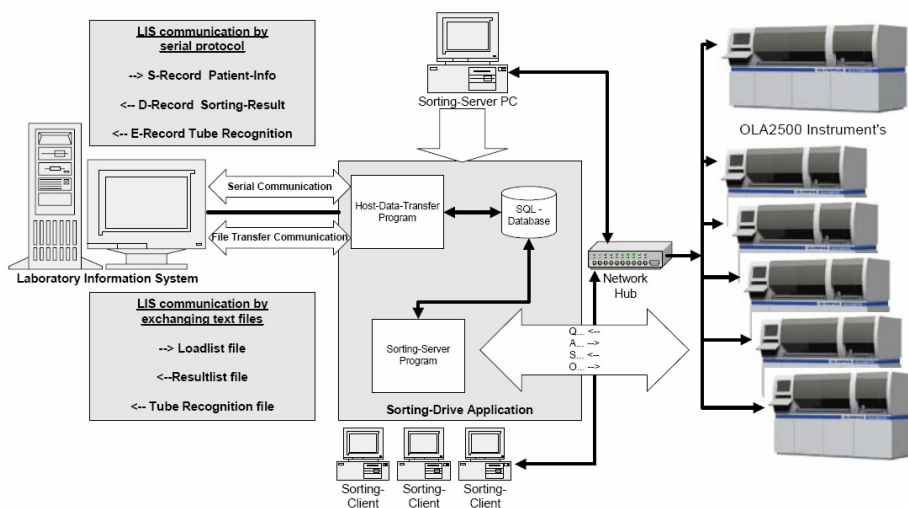 LIS communication by
serial protocol
--> S-Record Patient-Info
<-- D-Record Sorting-Result
<-- E-Record Tube Recognition
Sorting-Server PC
OLA2500 Instrument's
Serial Communication
Host-Data-Transfer
Program
SQL -
Database
File Transfer Communication
Laboratory Information System
Network
Hub
LIS communication by
exchanging text files
--> Loadlist file
<--Resultlist file
<-- Tube Recognition file
Sorting-Server
Program
Q... <--
A... -->
S... <--
O... -->
Sorting-Drive Application
Sorting-
Client
Sorting-
Client
Sorting-
Client